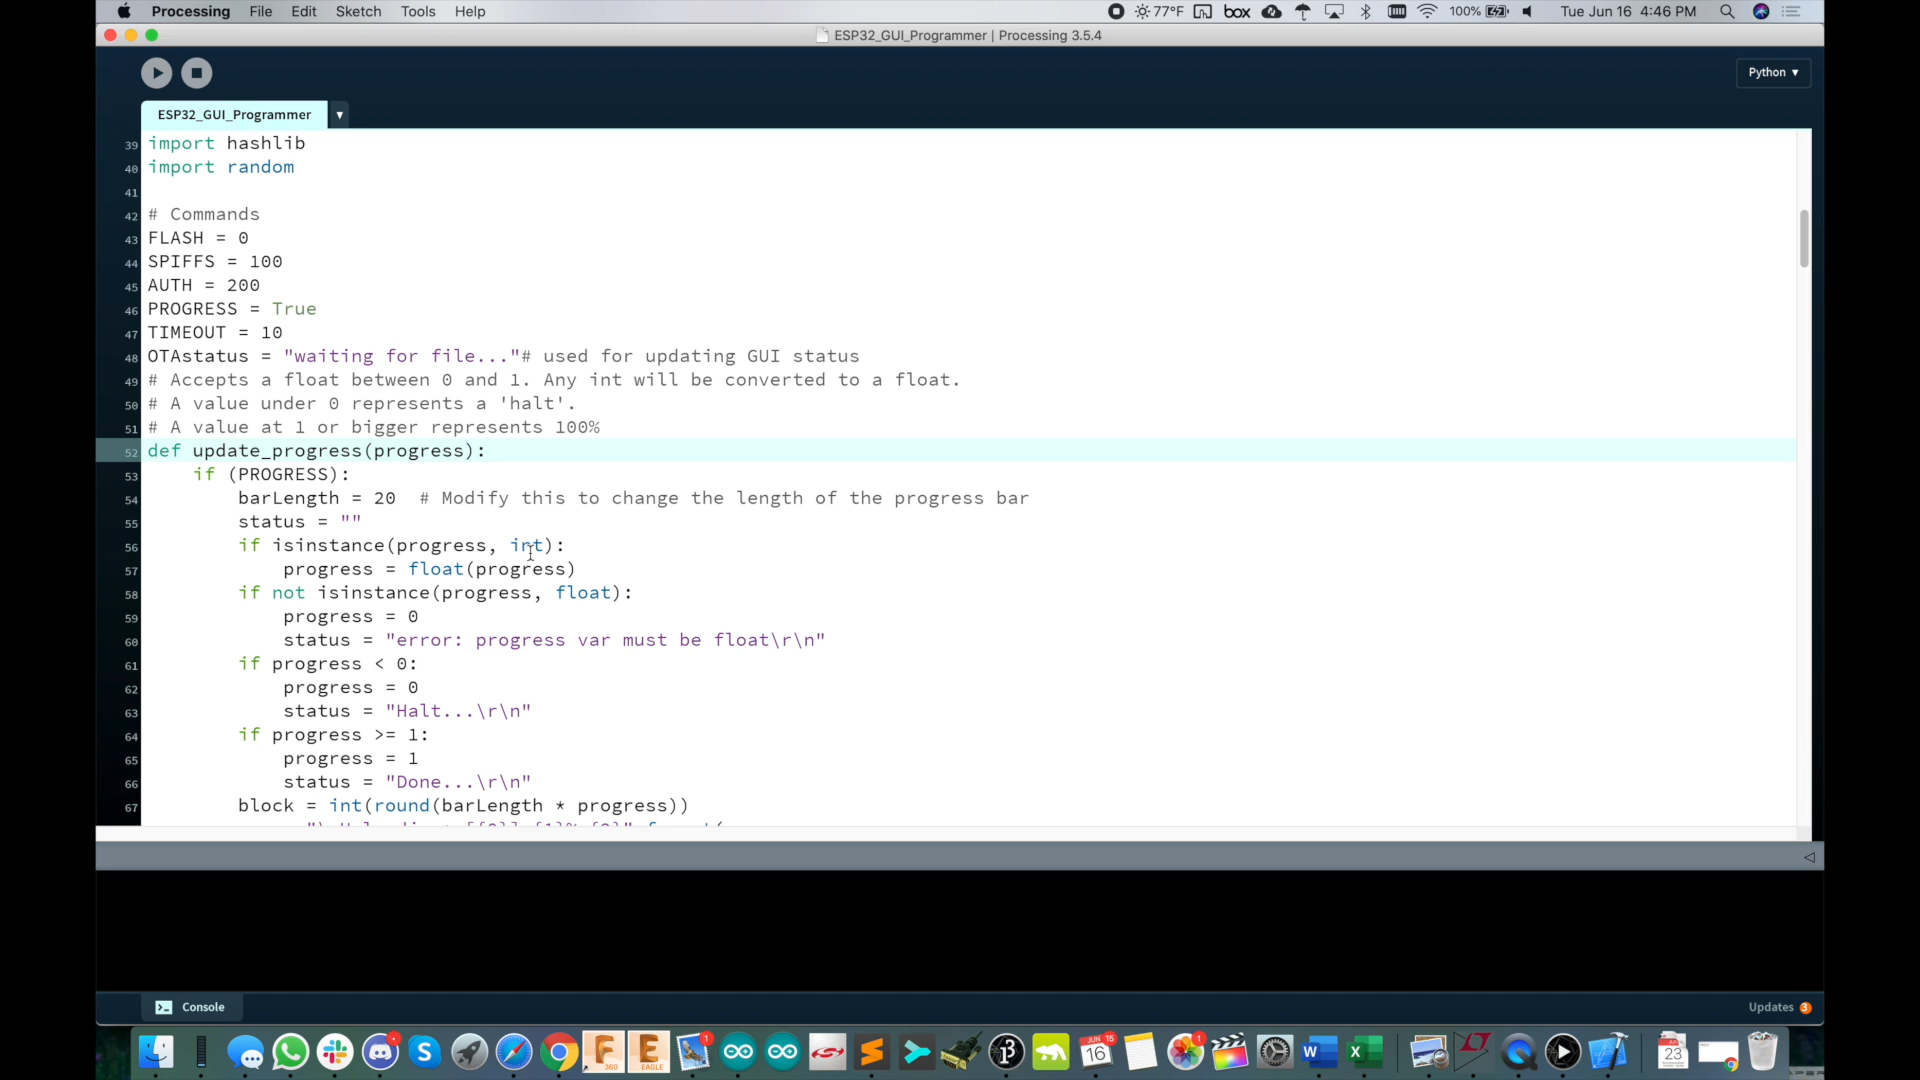 Processing File Edit Sketch Tools Help
77°F box 100% Tue Jun 16 4:46 PM
ESP32_GUI_Programmer | Processing 3.5.4
Python ▼
ESP32_GUI_Programmer ▼
39 import hashlib
40 import random
41
42 # Commands
43 FLASH = 0
44 SPIFFS = 100
45 AUTH = 200
46 PROGRESS = True
47 TIMEOUT = 10
48 OTAstatus = "waiting for file..."# used for updating GUI status
49 # Accepts a float between 0 and 1. Any int will be converted to a float.
50 # A value under 0 represents a 'halt'.
51 # A value at 1 or bigger represents 100%
52 def update_progress(progress):
53 if (PROGRESS):
54 barLength = 20 # Modify this to change the length of the progress bar
55 status = ""
56 if isinstance(progress, int):
57 progress = float(progress)
58 if not isinstance(progress, float):
59 progress = 0
60 status = "error: progress var must be float\r\n"
61 if progress < 0:
62 progress = 0
63 status = "Halt...\r\n"
64 if progress >= 1:
65 progress = 1
66 status = "Done...\r\n"
67 block = int(round(barLength * progress))
Console
Updates 3
F 360 E EAGLE 1 JUN 15 16 1 W X 23